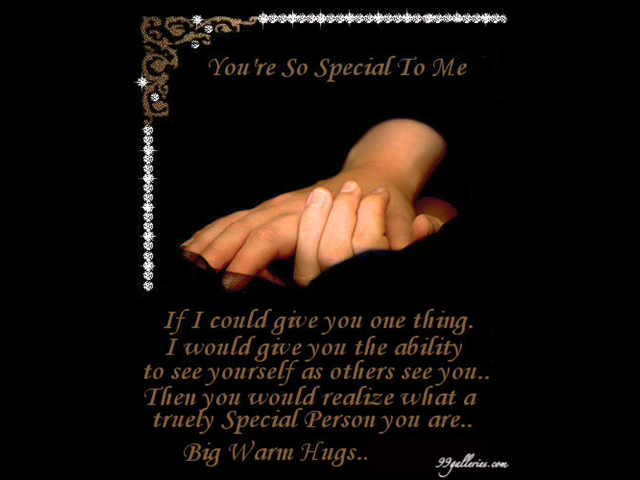 You're So Special To Me
If I could give you one thing.
I would give you the ability
to see yourself as others see you..
Then you would realize what a
truely Special Person you are..
Big Warm Hugs..
99galleries.com